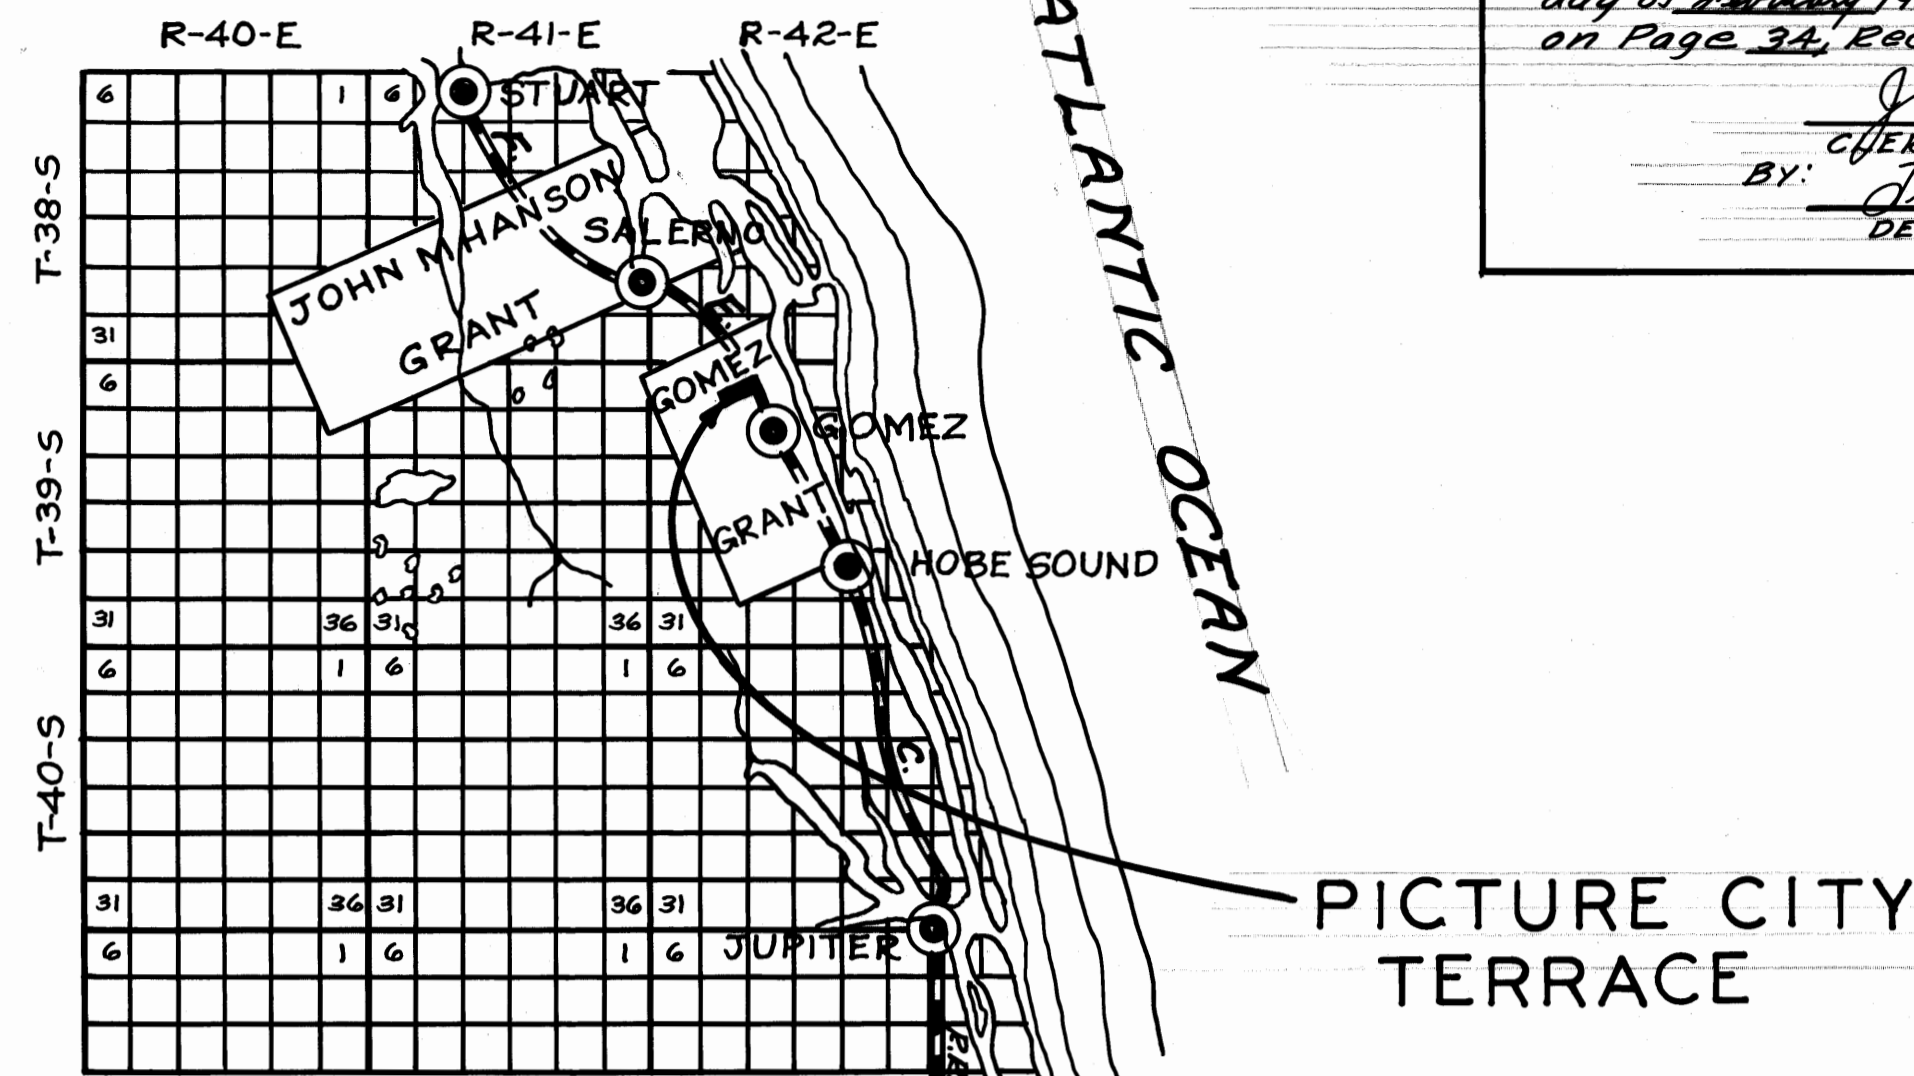 R-40-E R-41-E R-42-E
on Page 34,
BY:
6 1 6 STUART
F.
T-38-S
JOHN M HANSON
GRANT
SALERNO
E.
31
6
GOMEZ
GRANT
GOMEZ
T-39-S
HOBE SOUND
31 36 31 36 31
6 1 6 1 6
T-40-S
C.
31 36 31 36 31
6 1 6 1 6
JUPITER
ATLANTIC OCEAN
PICTURE CITY
TERRACE